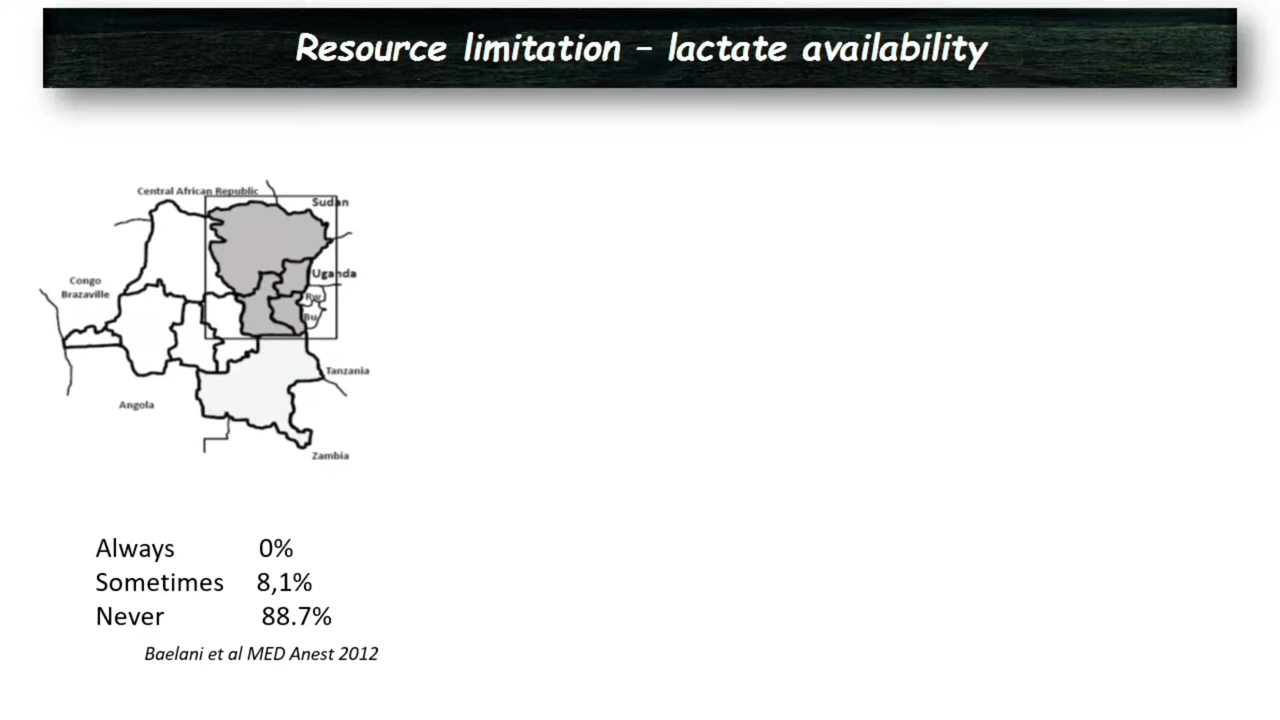 Resource limitation – lactate availability
Central African Republic
Sudan
Uganda
Congo
Brazaville
Rw
Bu
Tanzania
Angola
Zambia
Always 0%
Sometimes 8,1%
Never 88.7%
Baelani et al MED Anest 2012